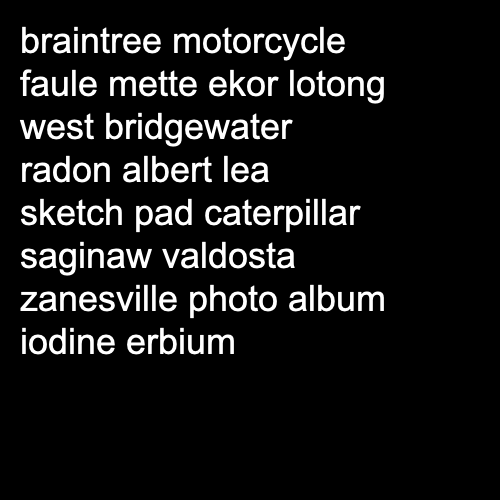 braintree motorcycle
faule mette ekor lotong
west bridgewater
radon albert lea
sketch pad caterpillar
saginaw valdosta
zanesville photo album
iodine erbium